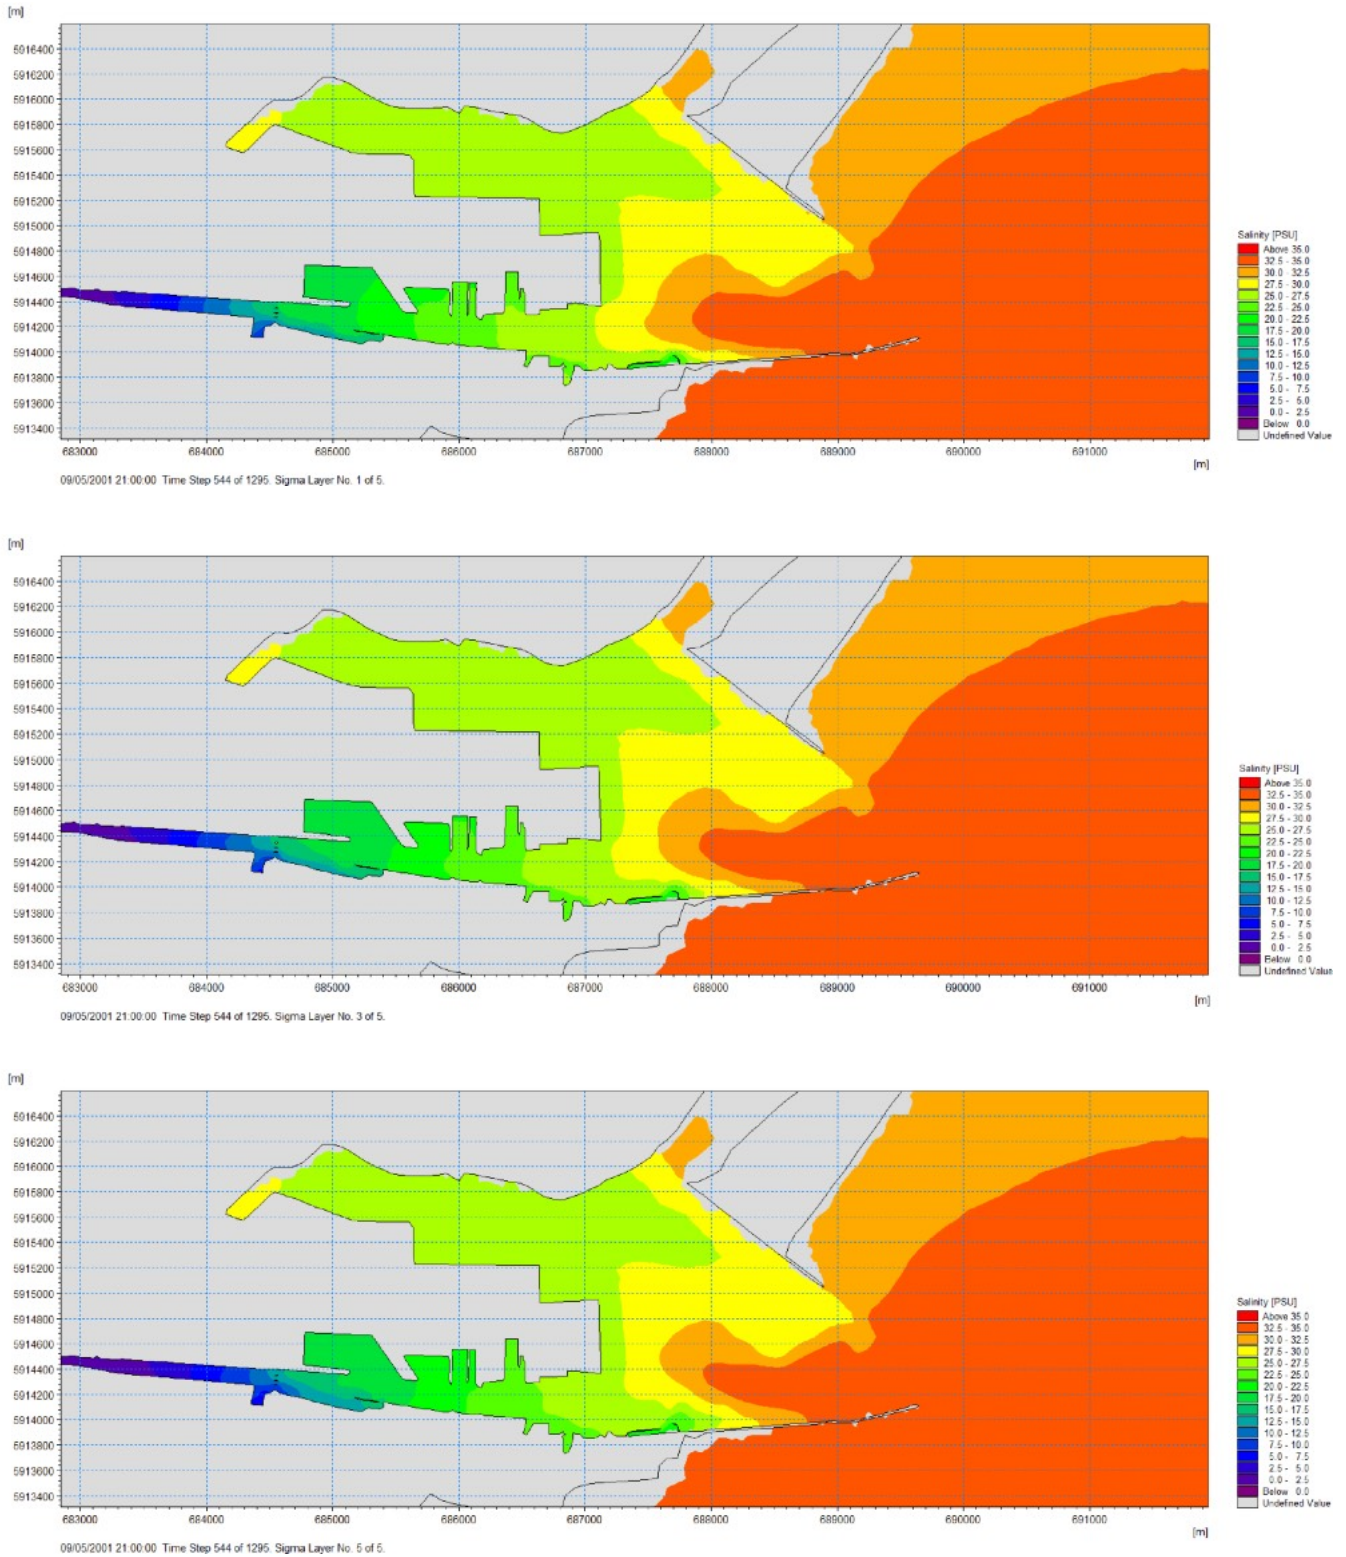 [m]
5916400
5916200
5916000
5915800
5915600
5915400
5915200
5915000
5914800
5914600
5914400
5914200
5914000
5913800
5913600
5913400
683000 684000 685000 686000 687000 688000 689000 690000 691000
[m]
Salinity [PSU]
Above 35.0
32.5 - 35.0
30.0 - 32.5
27.5 - 30.0
25.0 - 27.5
22.5 - 25.0
20.0 - 22.5
17.5 - 20.0
15.0 - 17.5
12.5 - 15.0
10.0 - 12.5
7.5 - 10.0
5.0 - 7.5
2.5 - 5.0
0.0 - 2.5
Below 0.0
Undefined Value
09/05/2001 21:00:00 Time Step 544 of 1295. Sigma Layer No. 1 of 5.
[m]
5916400
5916200
5916000
5915800
5915600
5915400
5915200
5915000
5914800
5914600
5914400
5914200
5914000
5913800
5913600
5913400
683000 684000 685000 686000 687000 688000 689000 690000 691000
[m]
Salinity [PSU]
Above 35.0
32.5 - 35.0
30.0 - 32.5
27.5 - 30.0
25.0 - 27.5
22.5 - 25.0
20.0 - 22.5
17.5 - 20.0
15.0 - 17.5
12.5 - 15.0
10.0 - 12.5
7.5 - 10.0
5.0 - 7.5
2.5 - 5.0
0.0 - 2.5
Below 0.0
Undefined Value
09/05/2001 21:00:00 Time Step 544 of 1295. Sigma Layer No. 3 of 5.
[m]
5916400
5916200
5916000
5915800
5915600
5915400
5915200
5915000
5914800
5914600
5914400
5914200
5914000
5913800
5913600
5913400
683000 684000 685000 686000 687000 688000 689000 690000 691000
[m]
Salinity [PSU]
Above 35.0
32.5 - 35.0
30.0 - 32.5
27.5 - 30.0
25.0 - 27.5
22.5 - 25.0
20.0 - 22.5
17.5 - 20.0
15.0 - 17.5
12.5 - 15.0
10.0 - 12.5
7.5 - 10.0
5.0 - 7.5
2.5 - 5.0
0.0 - 2.5
Below 0.0
Undefined Value
09/05/2001 21:00:00 Time Step 544 of 1295. Sigma Layer No. 5 of 5.